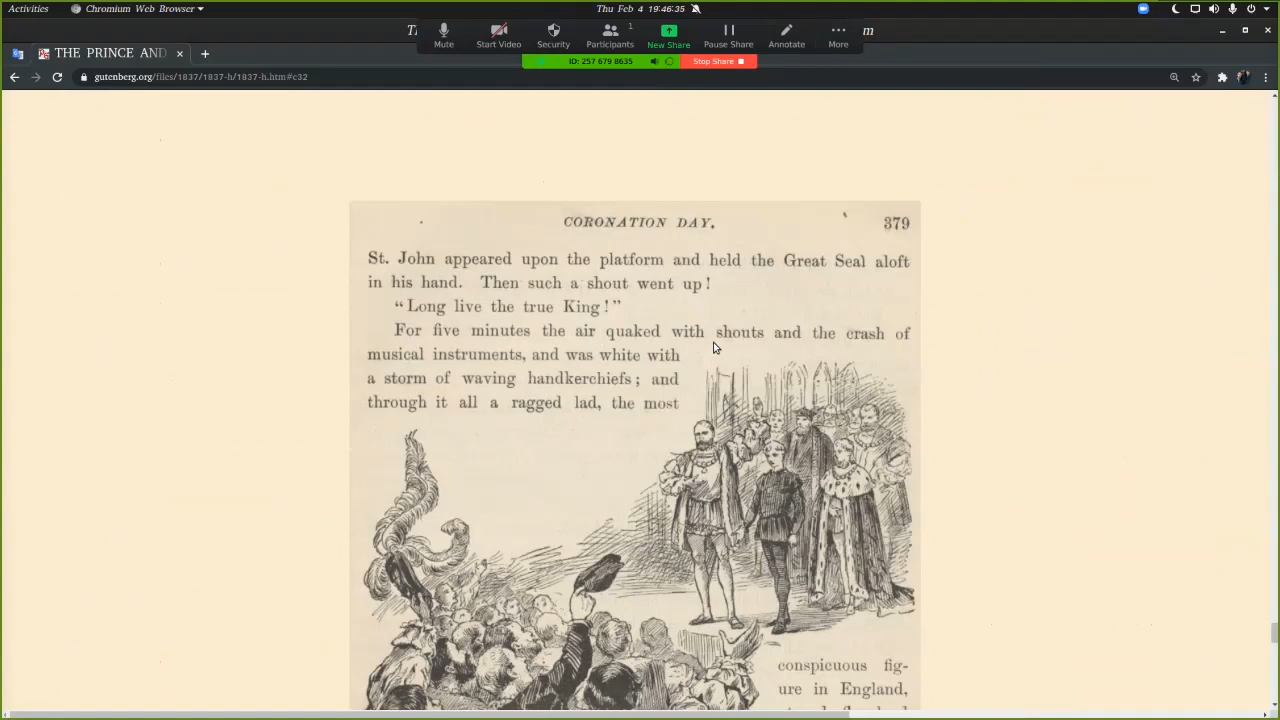 Activities Chromium Web Browser Thu Feb 4 19:46:35
Mute Start Video Security Participants 1 New Share Pause Share Annotate More
THE PRINCE AND
ID: 257 679 8635 Stop Share
gutenberg.org/files/1837/1837-h/1837-h.htm#c32
CORONATION DAY. 379
St. John appeared upon the platform and held the Great Seal aloft
in his hand. Then such a shout went up!
“Long live the true King!”
For five minutes the air quaked with shouts and the crash of
musical instruments, and was white with
a storm of waving handkerchiefs; and
through it all a ragged lad, the most
conspicuous fig-
ure in England,